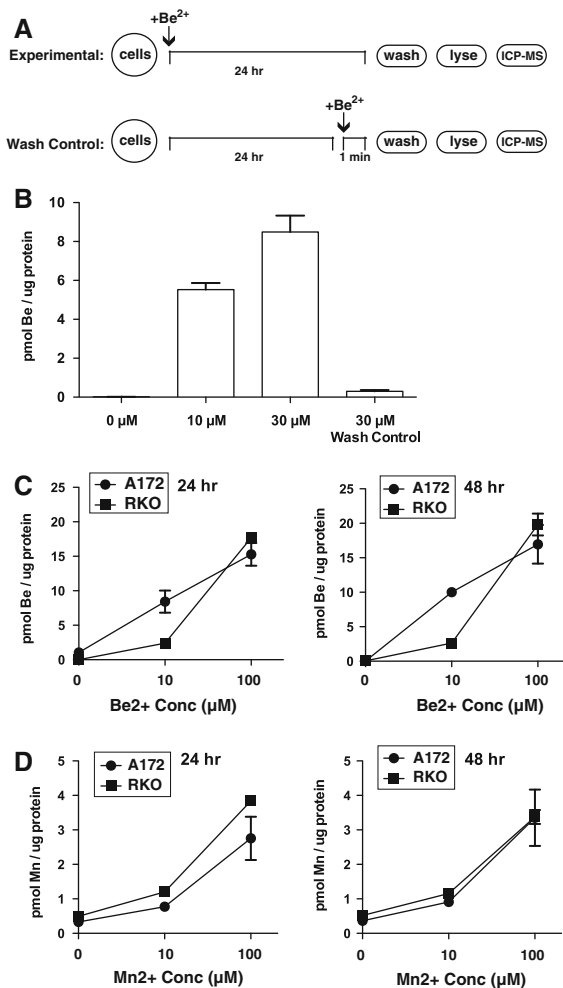 A
+Be2+
Experimental: cells 24 hr wash lyse ICP-MS
+Be2+
Wash Control: cells 24 hr 1 min wash lyse ICP-MS
B
pmol Be / ug protein
10
8
6
4
2
0
0 µM 10 µM 30 µM 30 µM
Wash Control
C
A172
RKO
24 hr
pmol Be / ug protein
25
20
15
10
5
0
0 10 100
Be2+ Conc (µM)
A172
RKO
48 hr
pmol Be / ug protein
25
20
15
10
5
0
0 10 100
Be2+ Conc (µM)
D
A172
RKO
24 hr
pmol Mn / ug protein
5
4
3
2
1
0
0 10 100
Mn2+ Conc (µM)
A172
RKO
48 hr
pmol Mn / ug protein
5
4
3
2
1
0
0 10 100
Mn2+ Conc (µM)